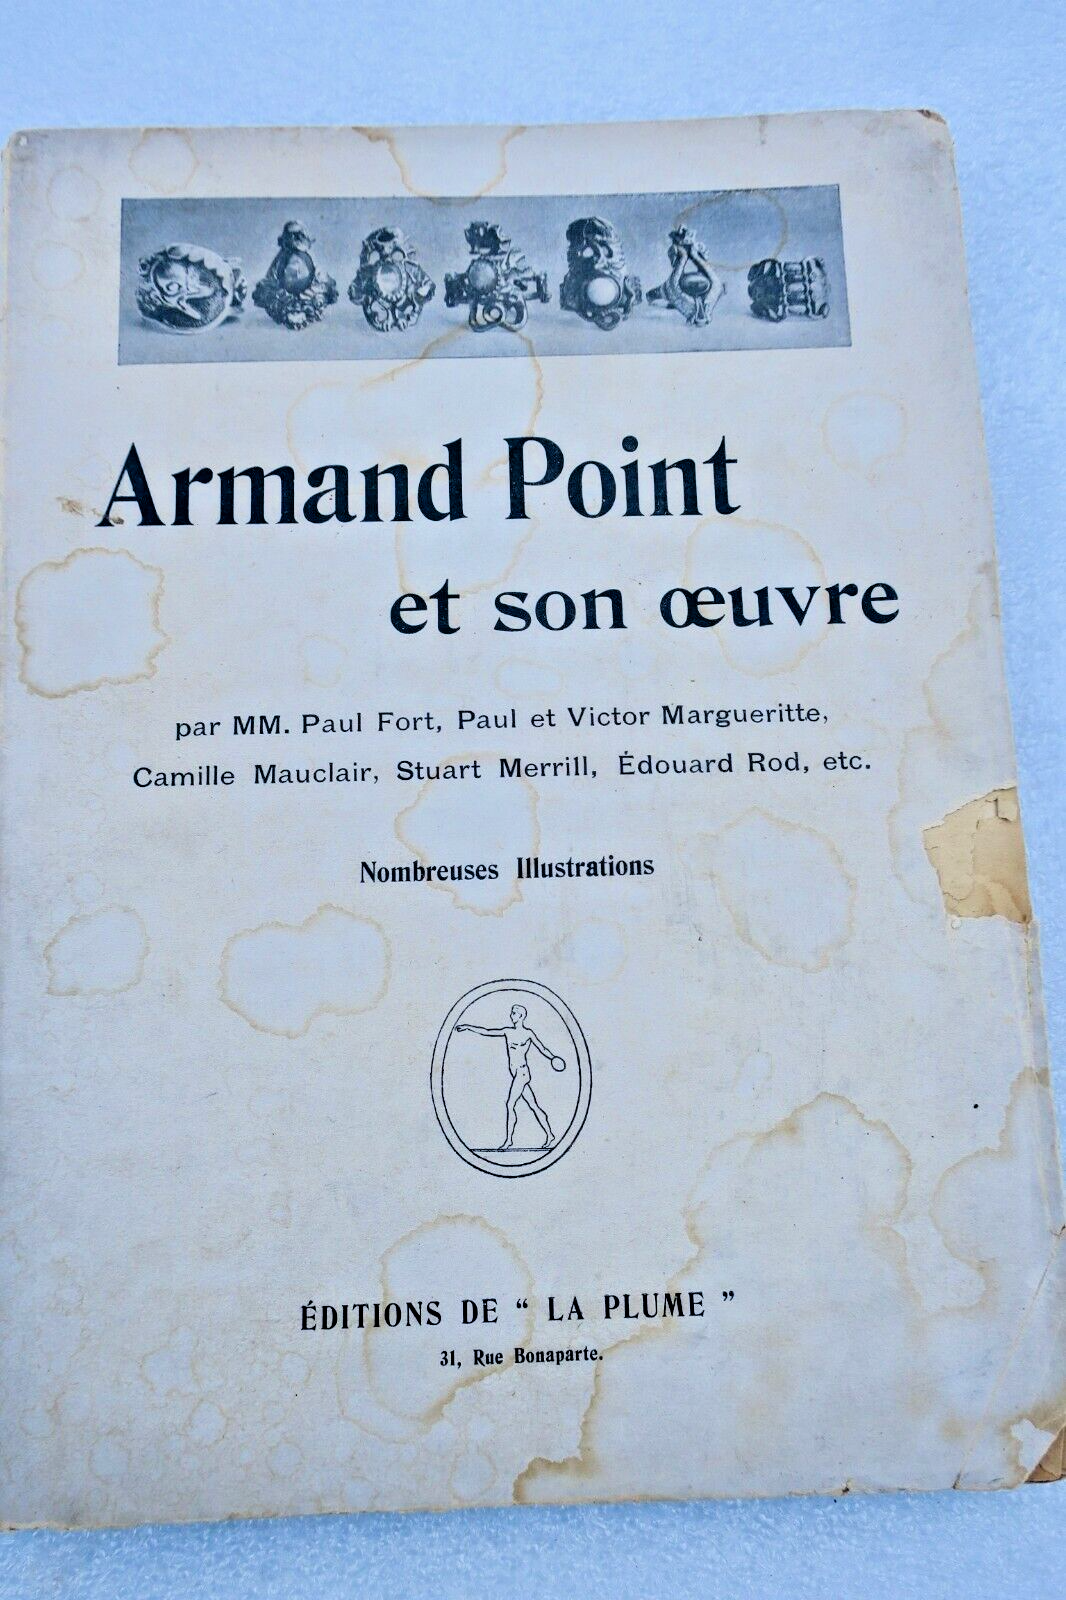 Armand Point
et son œuvre
par MM. Paul Fort, Paul et Victor Margueritte,
Camille Mauclair, Stuart Merrill, Édouard Rod, etc.
Nombreuses Illustrations
ÉDITIONS DE “ LA PLUME ”
31, Rue Bonaparte.